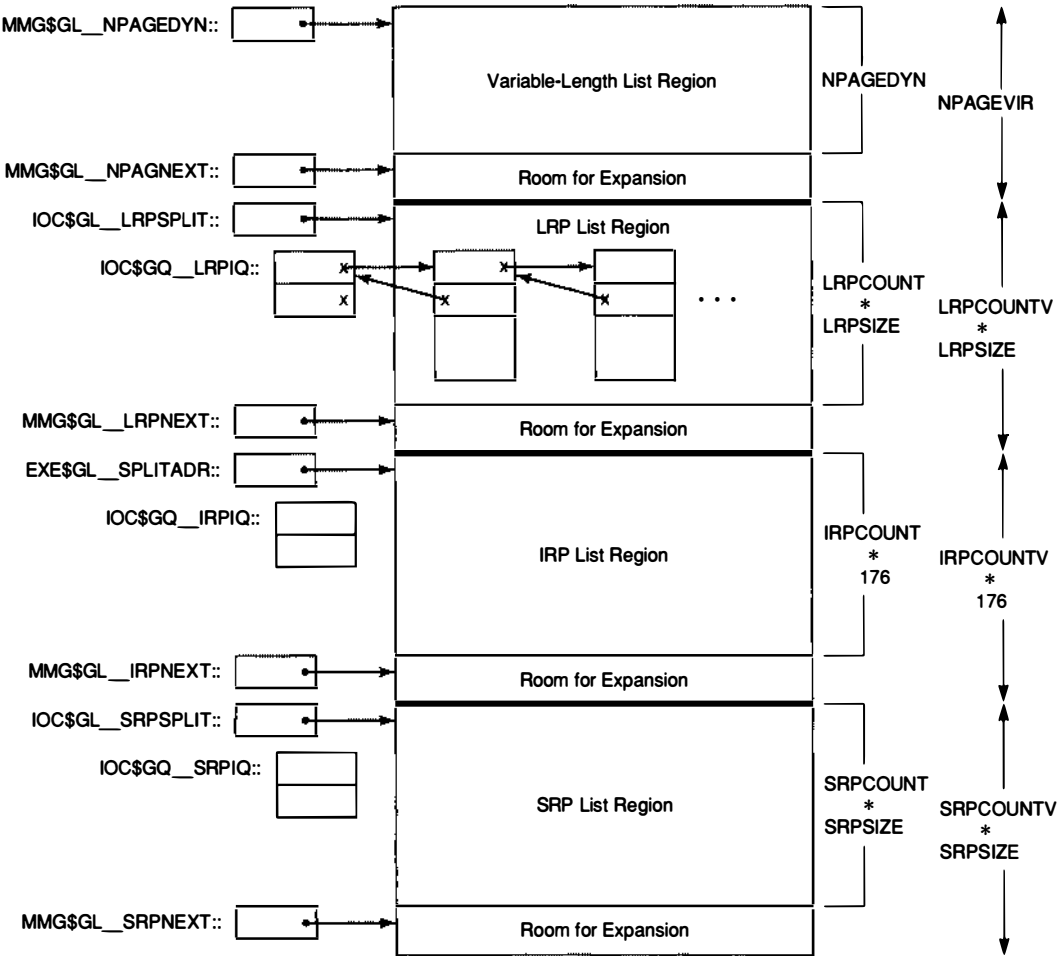 MMG$GL__NPAGEDYN::
Variable-Length List Region
NPAGEDYN
NPAGEVIR
MMG$GL__NPAGNEXT::
Room for Expansion
IOC$GL__LRPSPLIT::
LRP List Region
IOC$GQ__LRPIQ::
x
x
x
x
x
. . .
LRPCOUNT
*
LRPSIZE
LRPCOUNTV
*
LRPSIZE
MMG$GL__LRPNEXT::
Room for Expansion
EXE$GL__SPLITADR::
IOC$GQ__IRPIQ::
IRP List Region
IRPCOUNT
*
176
IRPCOUNTV
*
176
MMG$GL__IRPNEXT::
Room for Expansion
IOC$GL__SRPSPLIT::
IOC$GQ__SRPIQ::
SRP List Region
SRPCOUNT
*
SRPSIZE
SRPCOUNTV
*
SRPSIZE
MMG$GL__SRPNEXT::
Room for Expansion